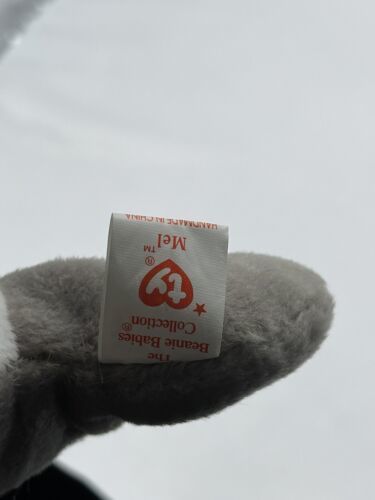 The
Beanie Babies
Collection®
ty®
Mel™
HANDMADE IN CHINA